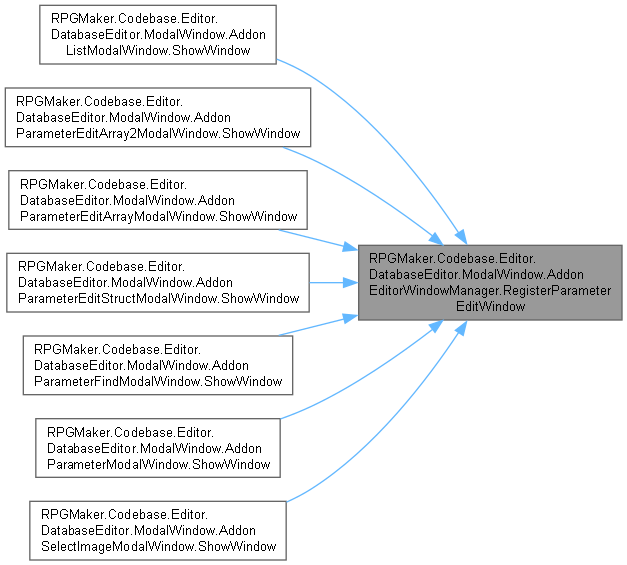 RPGMaker.Codebase.Editor.
DatabaseEditor.ModalWindow.Addon
ListModalWindow.ShowWindow
RPGMaker.Codebase.Editor.
DatabaseEditor.ModalWindow.Addon
ParameterEditArray2ModalWindow.ShowWindow
RPGMaker.Codebase.Editor.
DatabaseEditor.ModalWindow.Addon
ParameterEditArrayModalWindow.ShowWindow
RPGMaker.Codebase.Editor.
DatabaseEditor.ModalWindow.Addon
EditorWindowManager.RegisterParameter
EditWindow
RPGMaker.Codebase.Editor.
DatabaseEditor.ModalWindow.Addon
ParameterEditStructModalWindow.ShowWindow
RPGMaker.Codebase.Editor.
DatabaseEditor.ModalWindow.Addon
ParameterFindModalWindow.ShowWindow
RPGMaker.Codebase.Editor.
DatabaseEditor.ModalWindow.Addon
ParameterModalWindow.ShowWindow
RPGMaker.Codebase.Editor.
DatabaseEditor.ModalWindow.Addon
SelectImageModalWindow.ShowWindow